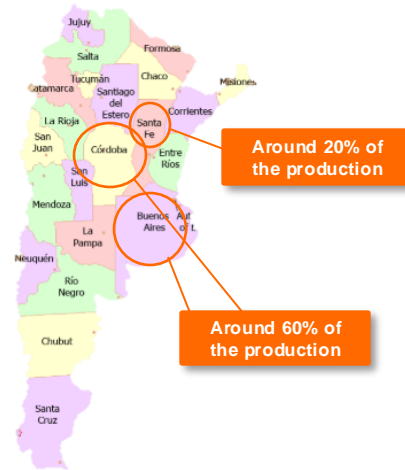 Jujuy
Salta
Formosa
Tucumán
Chaco
Misiones
Catamarca
Santiago
del
Estero
Corrientes
La Rioja
Santa
Fe
San
Juan
Córdoba
Entre
Ríos
San
Luis
Mendoza
Buenos
Aires
Aut
of t.
La
Pampa
Neuquén
Río
Negro
Chubut
Santa
Cruz
Around 20% of
the production
Around 60% of
the production